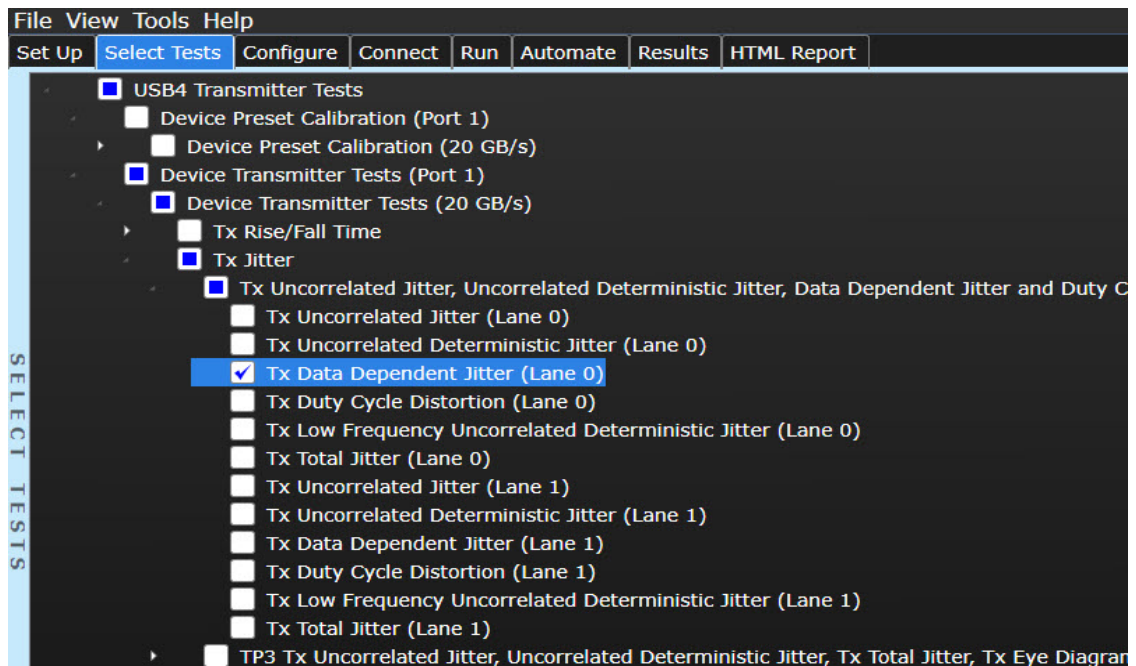 File View Tools Help
Set Up Select Tests Configure Connect Run Automate Results HTML Report
USB4 Transmitter Tests
Device Preset Calibration (Port 1)
Device Preset Calibration (20 GB/s)
Device Transmitter Tests (Port 1)
Device Transmitter Tests (20 GB/s)
Tx Rise/Fall Time
Tx Jitter
Tx Uncorrelated Jitter, Uncorrelated Deterministic Jitter, Data Dependent Jitter and Duty C
Tx Uncorrelated Jitter (Lane 0)
Tx Uncorrelated Deterministic Jitter (Lane 0)
Tx Data Dependent Jitter (Lane 0)
Tx Duty Cycle Distortion (Lane 0)
Tx Low Frequency Uncorrelated Deterministic Jitter (Lane 0)
Tx Total Jitter (Lane 0)
Tx Uncorrelated Jitter (Lane 1)
Tx Uncorrelated Deterministic Jitter (Lane 1)
Tx Data Dependent Jitter (Lane 1)
Tx Duty Cycle Distortion (Lane 1)
Tx Low Frequency Uncorrelated Deterministic Jitter (Lane 1)
Tx Total Jitter (Lane 1)
TP3 Tx Uncorrelated Jitter, Uncorrelated Deterministic Jitter, Tx Total Jitter, Tx Eye Diagram
SELECT TESTS